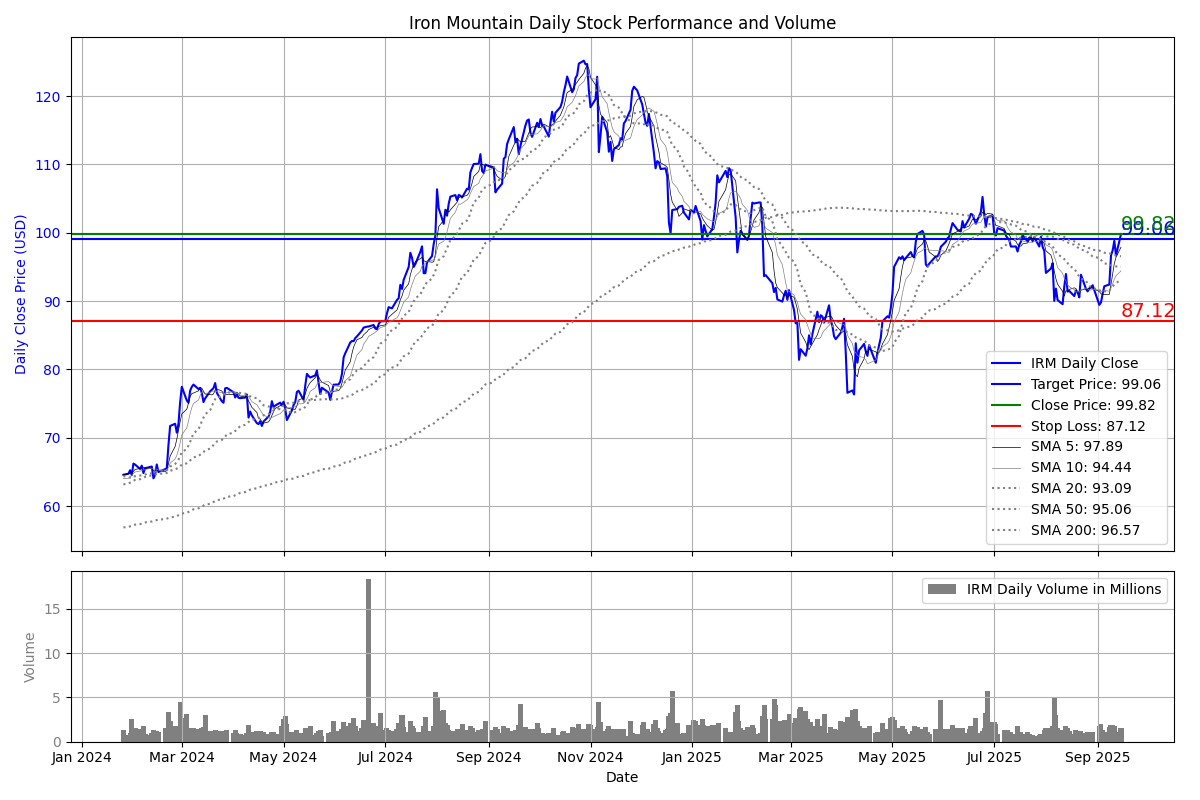 Iron Mountain Daily Stock Performance and Volume
Daily Close Price (USD)
120
110
100
90
80
70
60
99.82
99.06
87.12
IRM Daily Close
Target Price: 99.06
Close Price: 99.82
Stop Loss: 87.12
SMA 5: 97.89
SMA 10: 94.44
SMA 20: 93.09
SMA 50: 95.06
SMA 200: 96.57
Volume
15
10
5
0
IRM Daily Volume in Millions
Jan 2024 Mar 2024 May 2024 Jul 2024 Sep 2024 Nov 2024 Jan 2025 Mar 2025 May 2025 Jul 2025 Sep 2025
Date